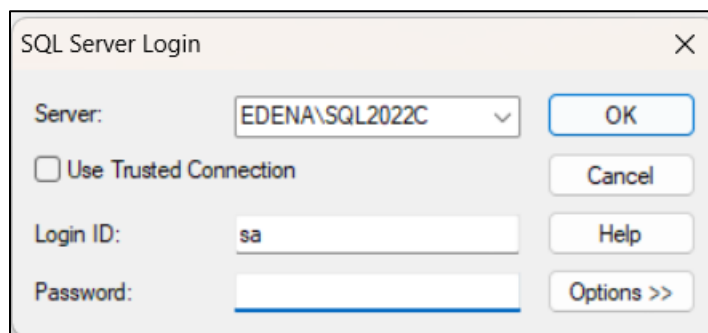 SQL Server Login
Server: EDENA\SQL2022C OK
Use Trusted Connection Cancel
Login ID: sa Help
Password: Options >>